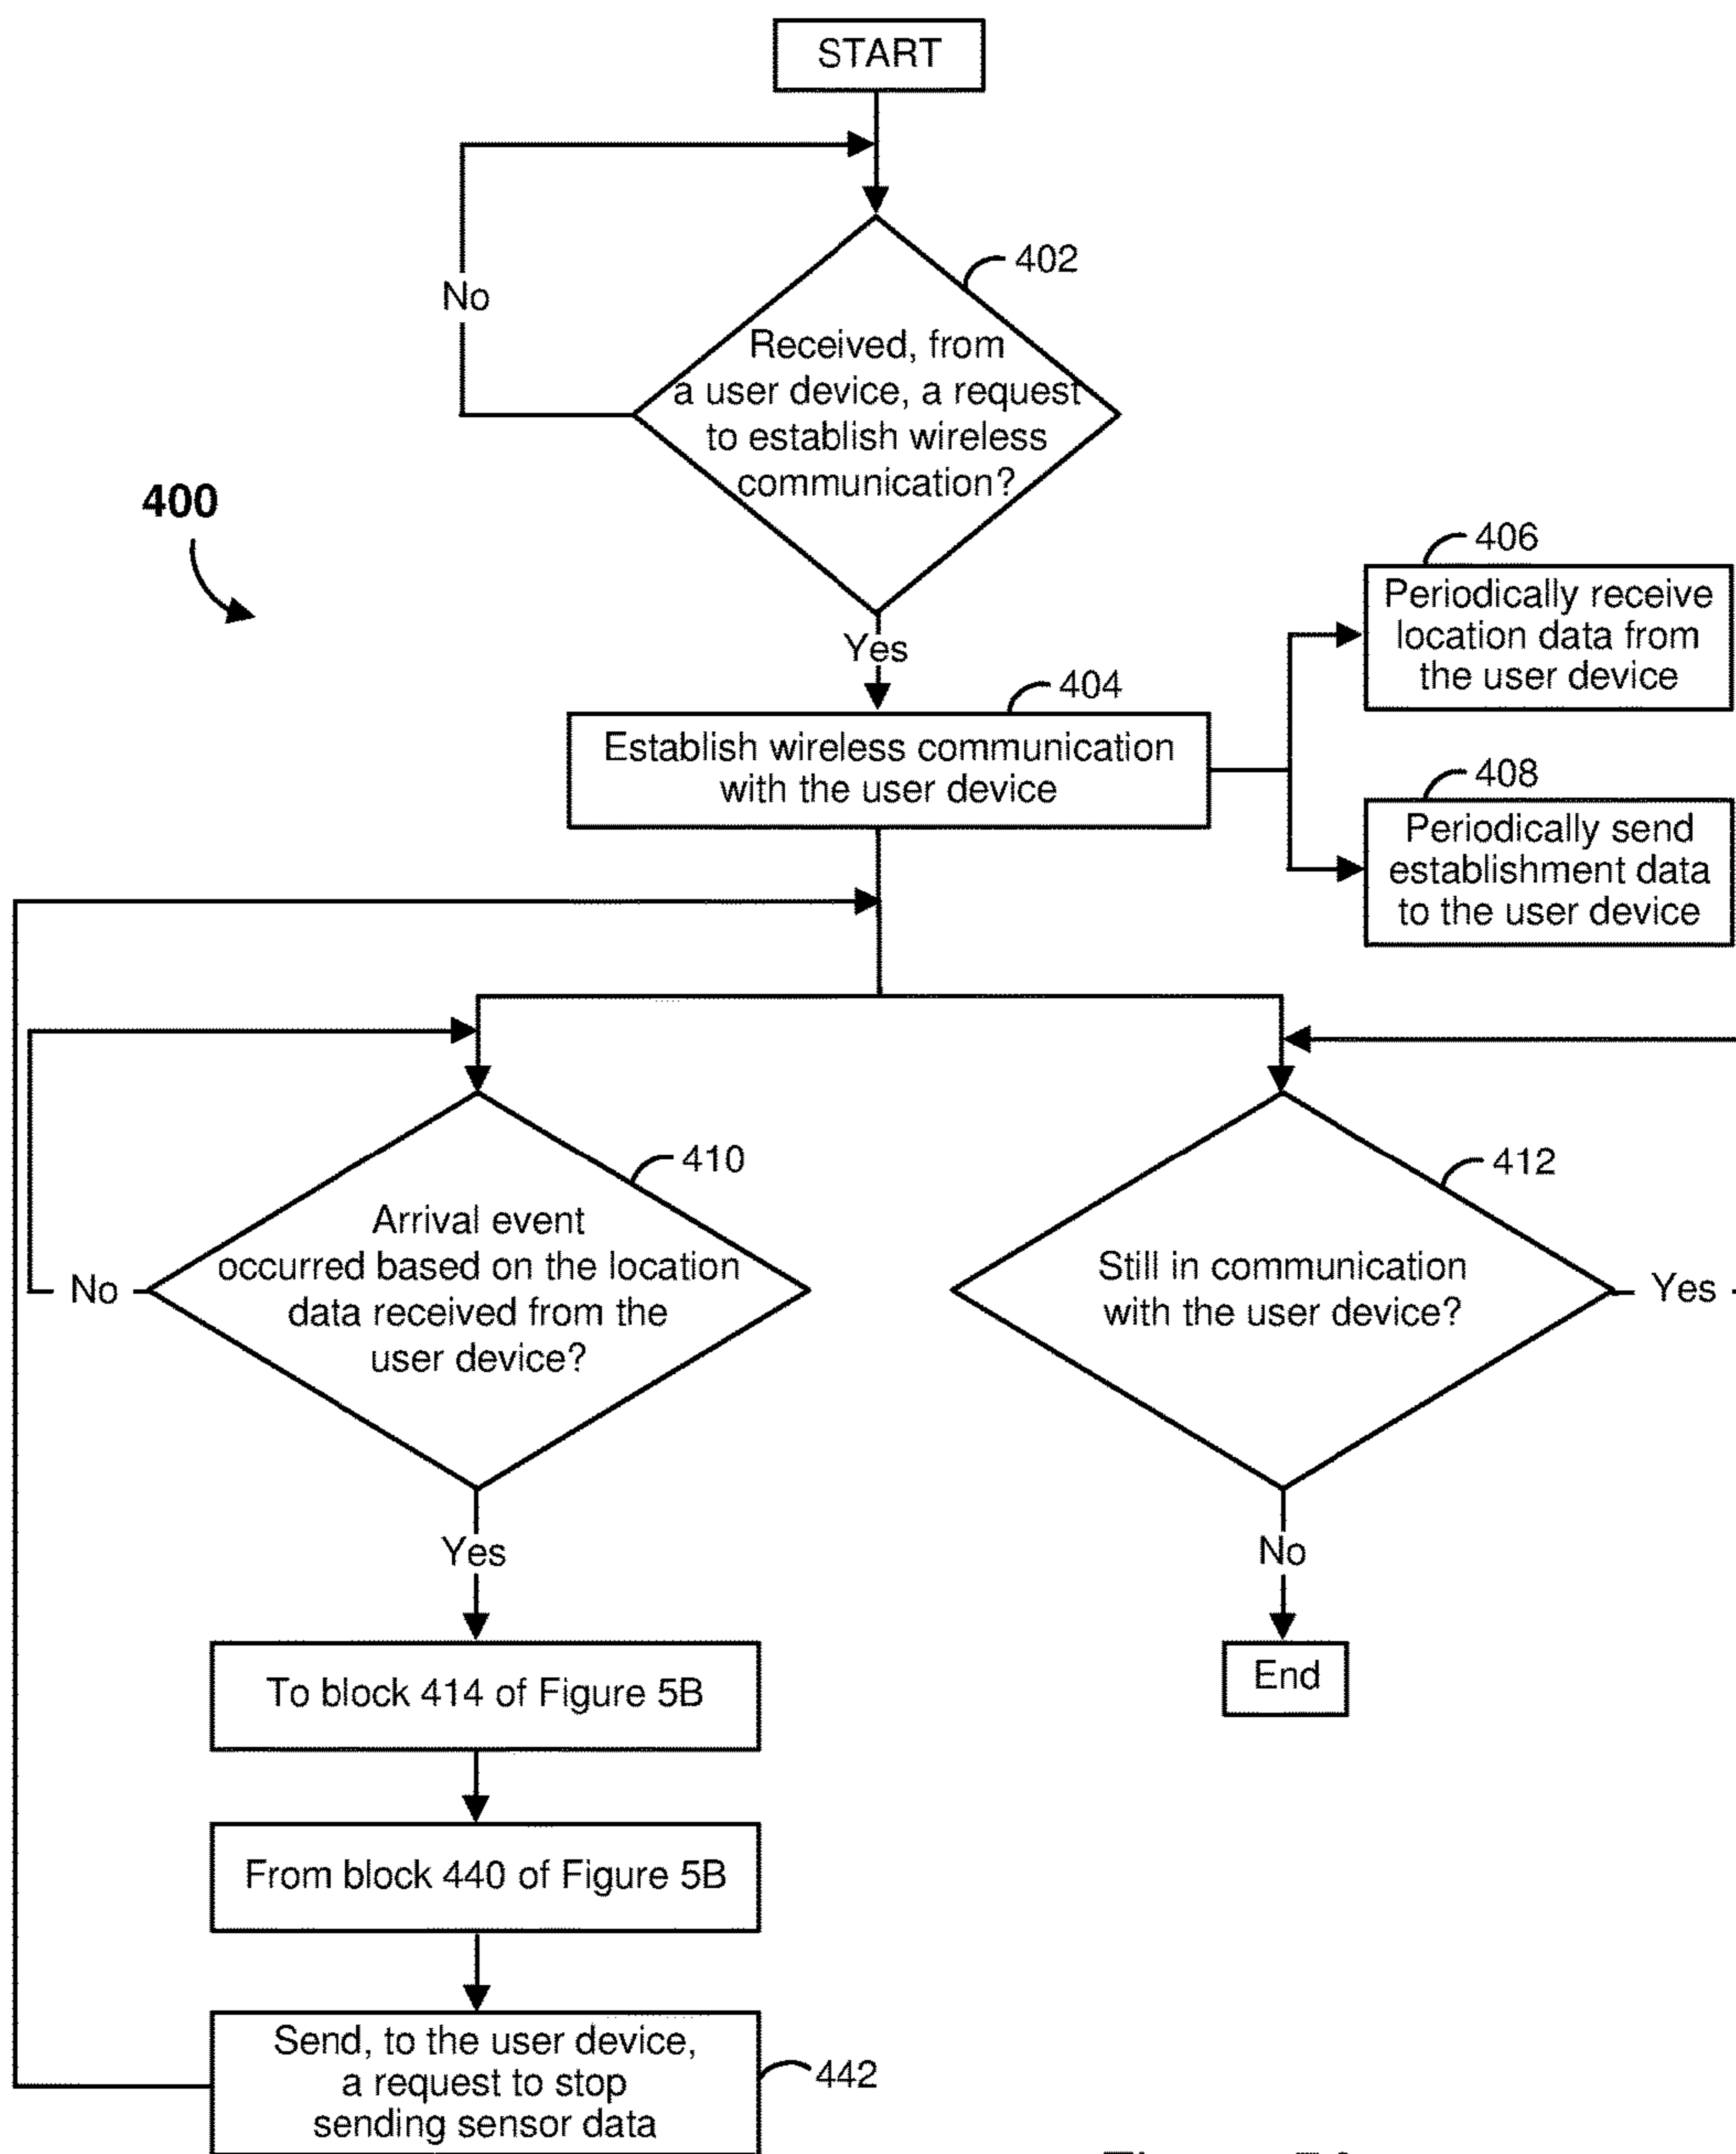 START
402
No
Received, from
a user device, a request
to establish wireless
communication?
400
Yes
406
Periodically receive
location data from
the user device
404
Establish wireless communication
with the user device
408
Periodically send
establishment data
to the user device
410
Arrival event
occurred based on the location
data received from the
user device?
No
412
Still in communication
with the user device?
Yes
Yes
No
To block 414 of Figure 5B
End
From block 440 of Figure 5B
Send, to the user device,
a request to stop
sending sensor data
442